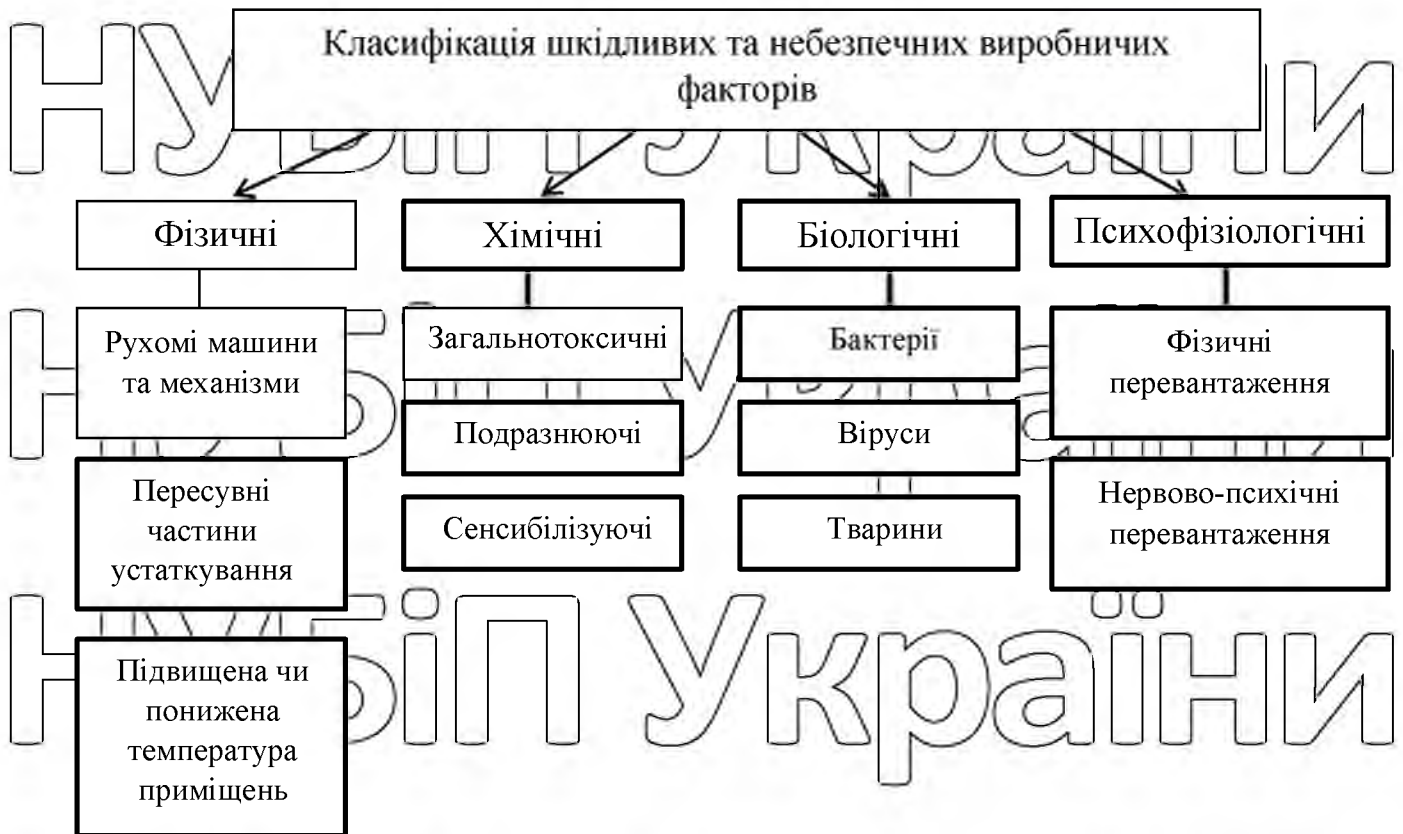 Класифікація шкідливих та небезпечних виробничих
факторів
Фізичні
Хімічні
Біологічні
Психофізіологічні
Рухомі машини
та механізми
Пересувні
частини
устаткування
Підвищена чи
понижена
температура
приміщень
Загальнотоксичні
Подразнюючі
Сенсибілізуючі
Бактерії
Віруси
Тварини
Фізичні
перевантаження
Нервово-психічні
перевантаження
НУБіП України
НУБіП України
НУБіП України